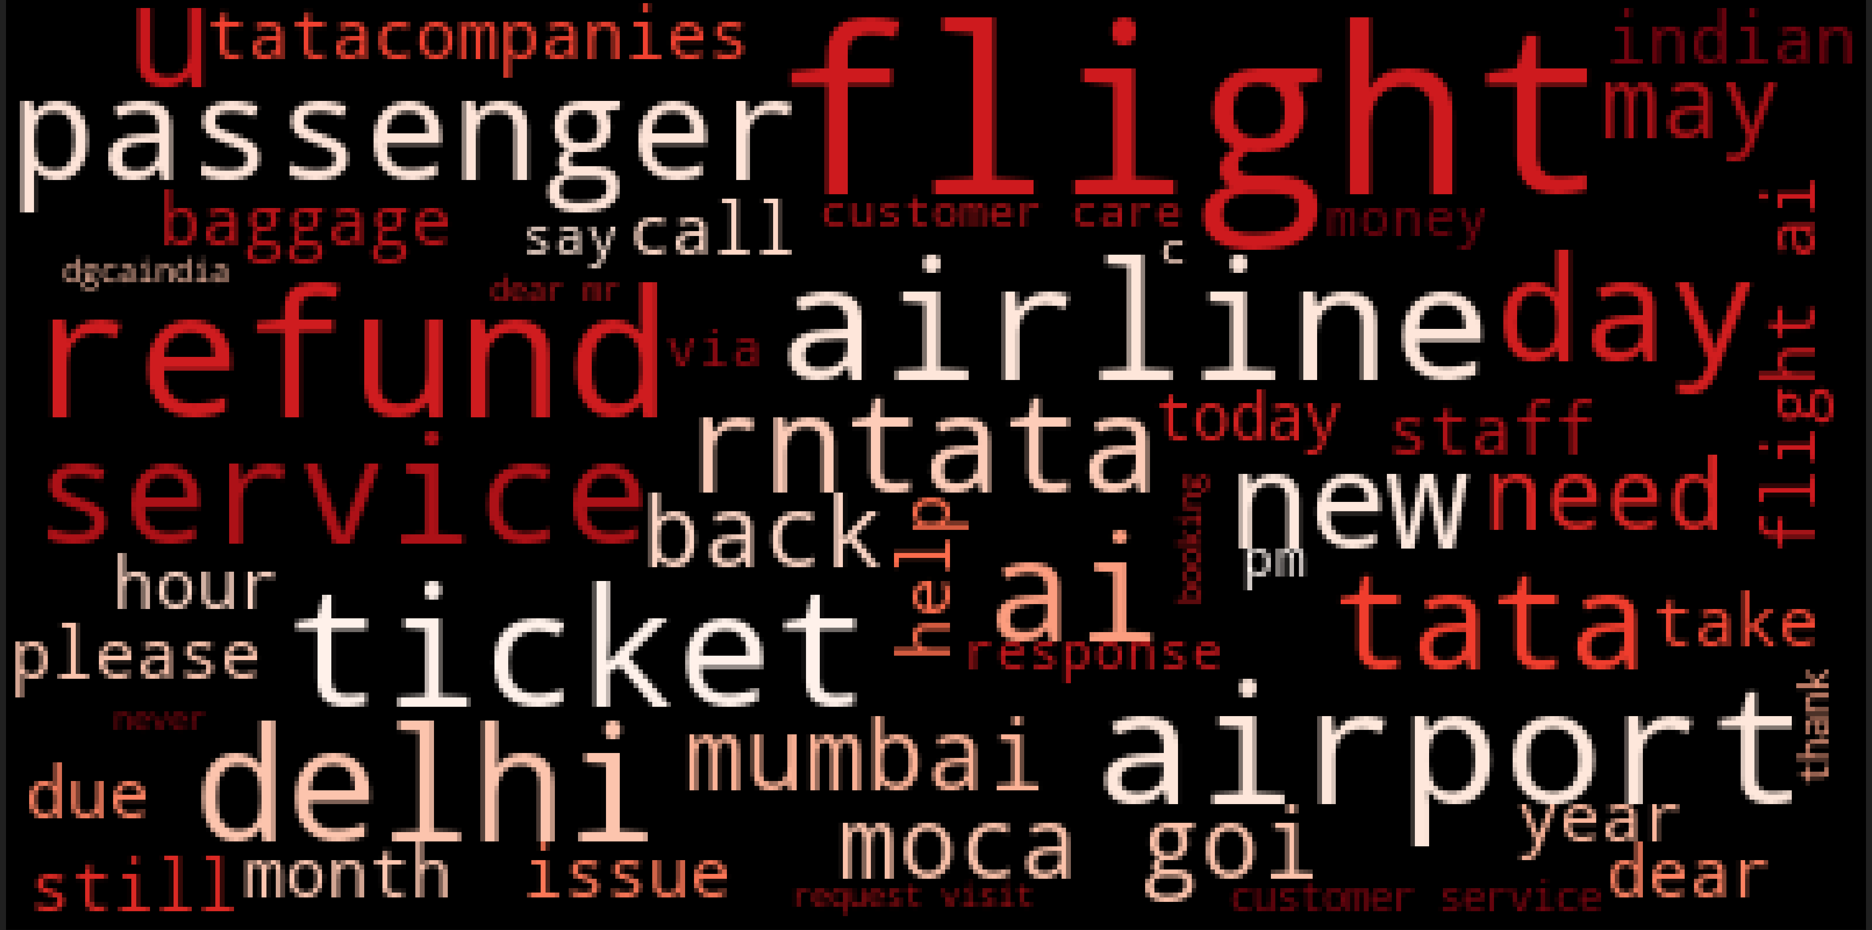 u tatacompanies
flight
indian
passenger
may
baggage
say call
customer care
money
c
dgcaindia
dear mr
refund
via
airline
day
flight ai
rntata
today
staff
service
back
help
booking
new
need
pm
hour
ai
tata
take
please
ticket
response
never
thank
delhi
mumbai
airport
due
moca goi
year
still
month
issue
dear
request visit
customer service